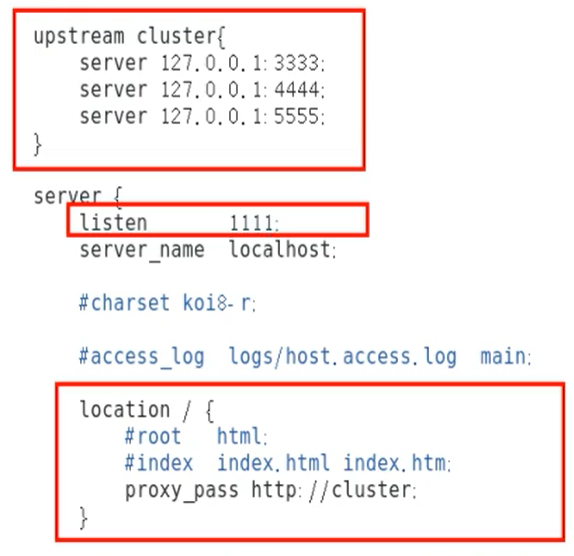 upstream cluster{
    server 127.0.0.1:3333;
    server 127.0.0.1:4444;
    server 127.0.0.1:5555;
}
server {
    listen       1111;
    server_name  localhost;
    #charset koi8-r;
    #access_log  logs/host.access.log  main;
    location / {
        #root   html;
        #index  index.html index.htm;
        proxy_pass http://cluster;
    }